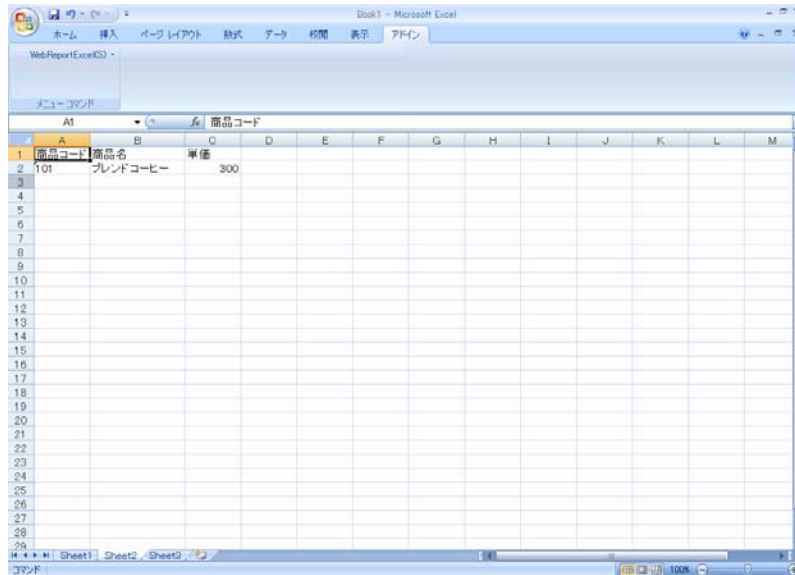 Book1 - Microsoft Excel
ホーム 挿入 ページ レイアウト 数式 データ 校閲 表示 アドイン
WebReportExcel(S)
メニュー コマンド
A1 fx 商品コード
A B C D E F G H I J K L M
1 商品コード 商品名 単価
2 101 ブレンドコーヒー 300
3
4
5
6
7
8
9
10
11
12
13
14
15
16
17
18
19
20
21
22
23
24
25
26
27
28
29
Sheet1 Sheet2 Sheet3
コマンド 100%